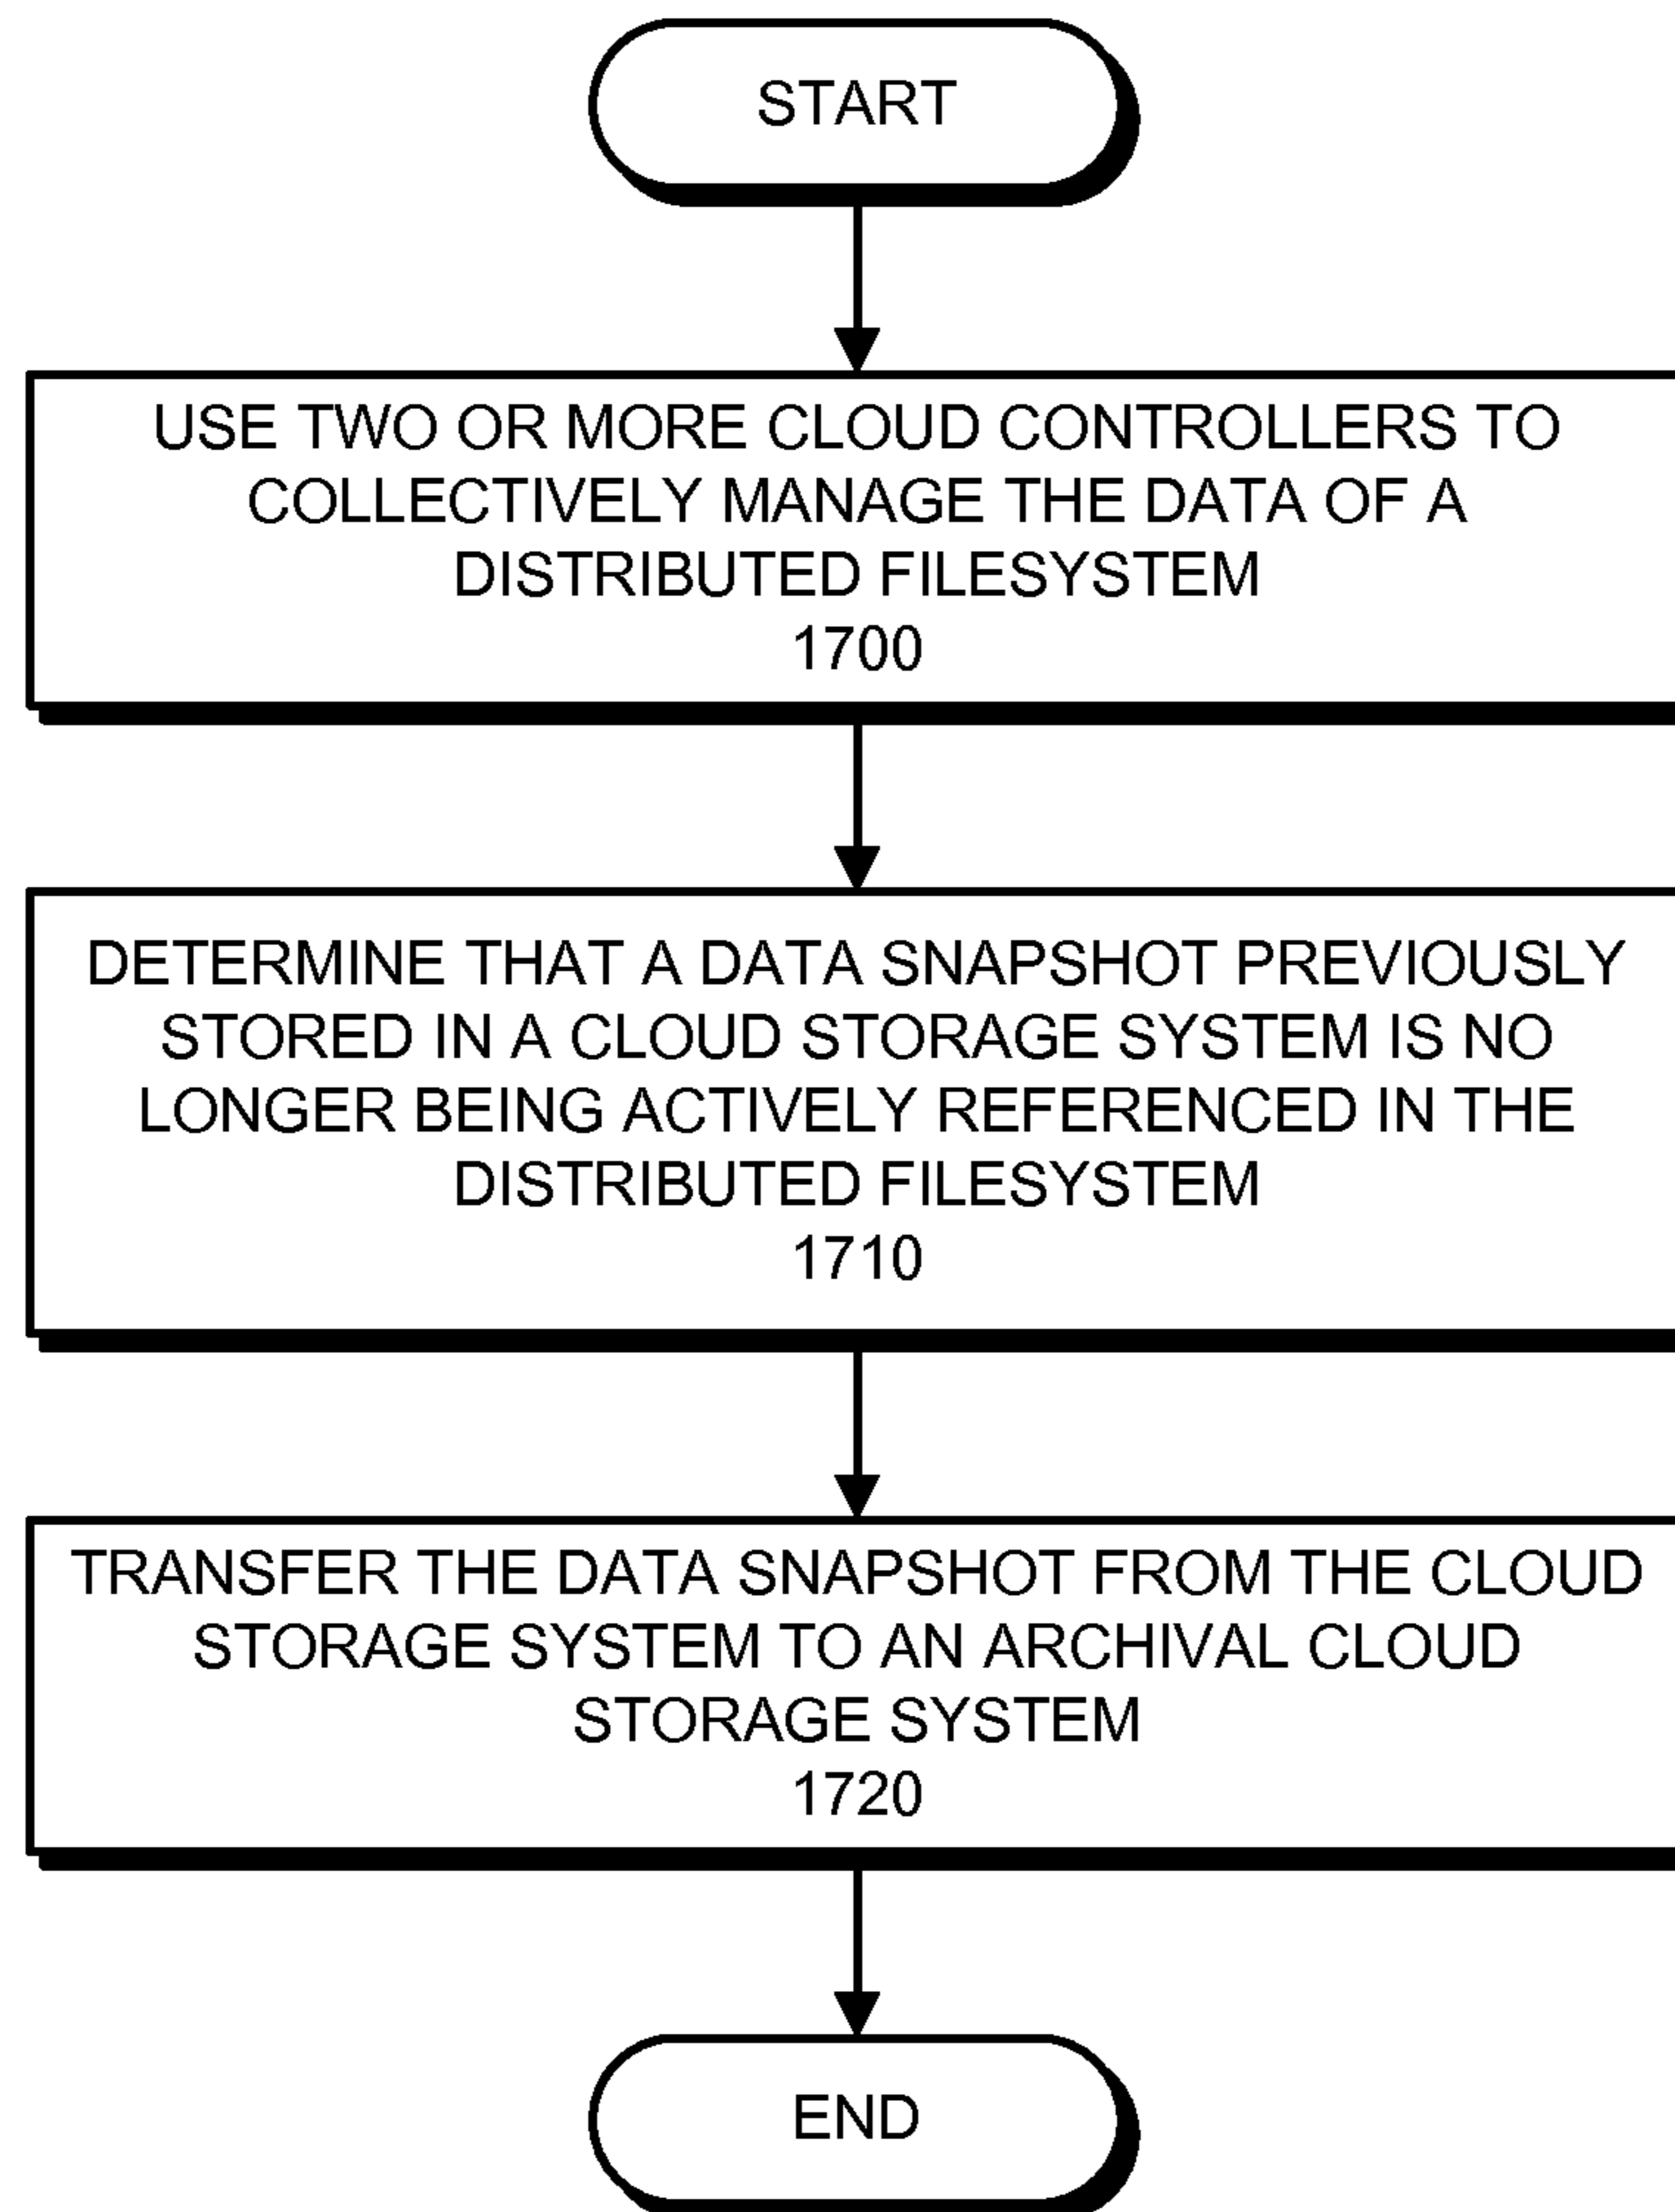 START
USE TWO OR MORE CLOUD CONTROLLERS TO
COLLECTIVELY MANAGE THE DATA OF A
DISTRIBUTED FILESYSTEM
1700
DETERMINE THAT A DATA SNAPSHOT PREVIOUSLY
STORED IN A CLOUD STORAGE SYSTEM IS NO
LONGER BEING ACTIVELY REFERENCED IN THE
DISTRIBUTED FILESYSTEM
1710
TRANSFER THE DATA SNAPSHOT FROM THE CLOUD
STORAGE SYSTEM TO AN ARCHIVAL CLOUD
STORAGE SYSTEM
1720
END